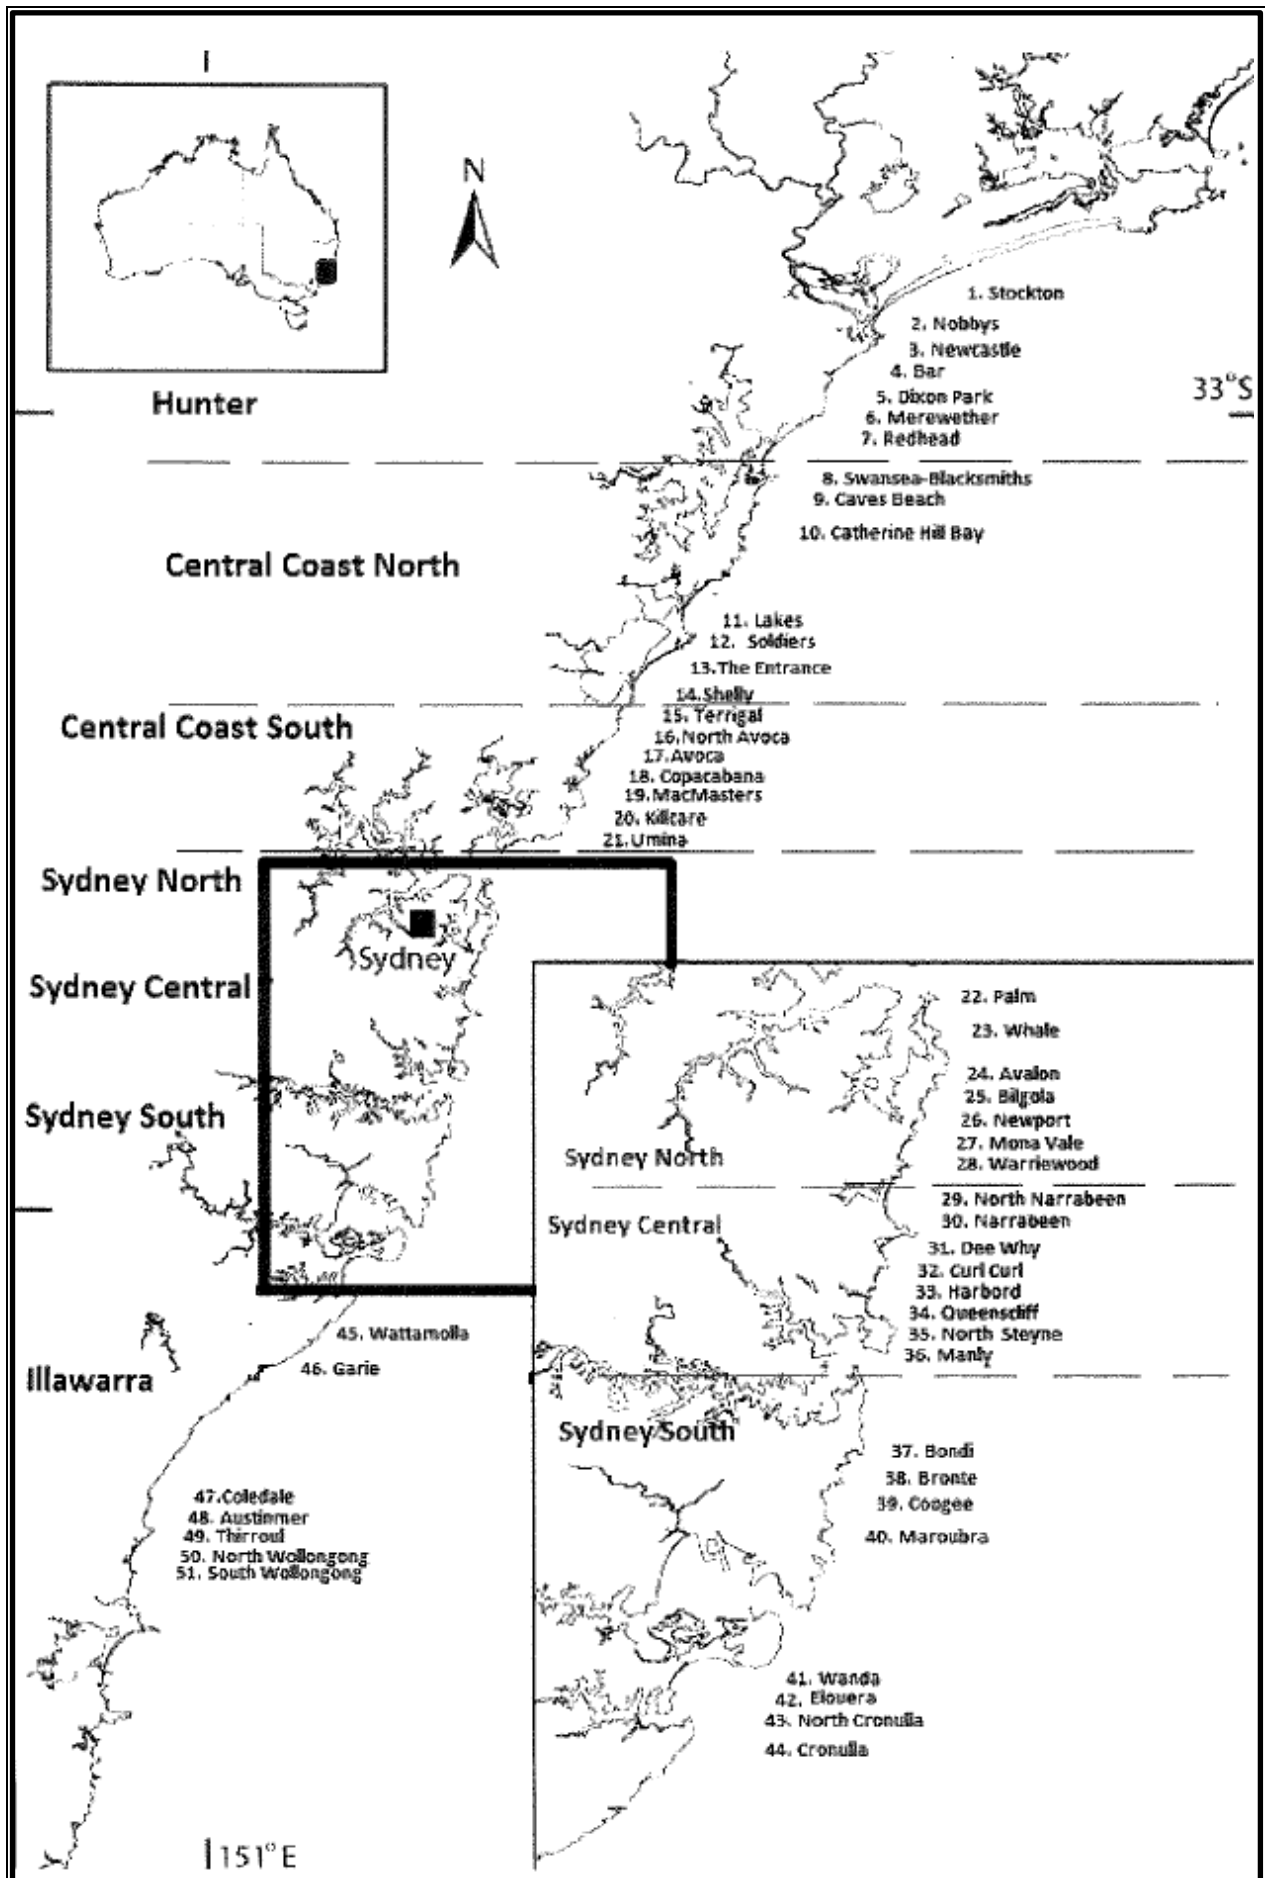 N
1. Stockton
2. Nobbys
3. Newcastle
4. Bar
33°S
Hunter
5. Dixon Park
6. Merewether
7. Redhead
8. Swansea-Blacksmiths
9. Caves Beach
10. Catherine Hill Bay
Central Coast North
11. Lakes
12. Soldiers
13.The Entrance
14.Shelly
Central Coast South
15. Terrigal
16.North Avoca
17.Avoca
18. Copacabana
19.MacMasters
20. Killcare
21.Umina
Sydney North
Sydney
Sydney Central
Sydney South
22. Palm
23. Whale
24. Avalon
25. Bilgola
26. Newport
27. Mona Vale
28. Warriewood
Sydney North
29. North Narrabeen
30. Narrabeen
Sydney Central
31. Dee Why
32. Curl Curl
33. Harbord
34. Queenscliff
35. North Steyne
36. Manly
45. Wattamolla
46. Garie
Illawarra
Sydney South
37. Bondi
38. Bronte
39. Coogee
40. Maroubra
47.Coledale
48. Austinmer
49. Thirroul
50. North Wollongong
51. South Wollongong
41. Wanda
42. Elouera
43. North Cronulla
44. Cronulla
151°E